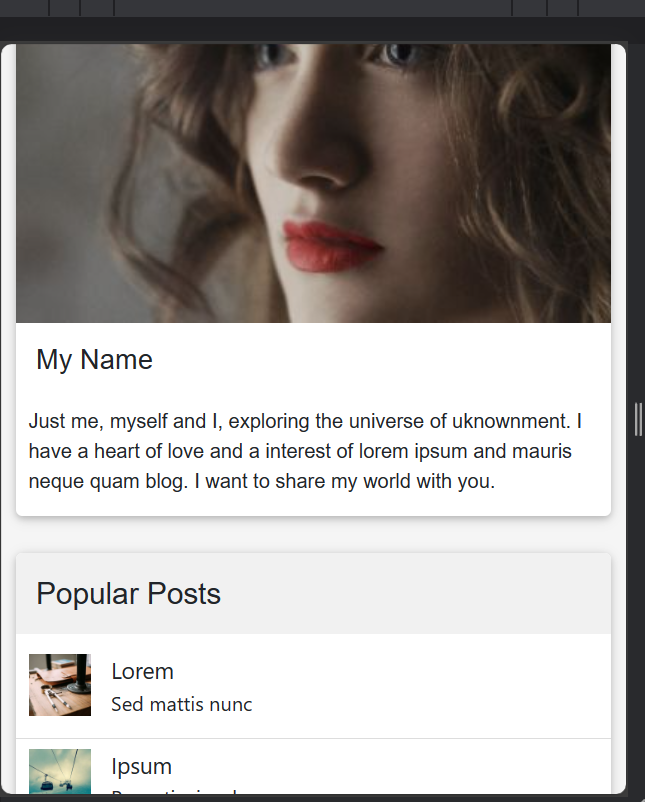 My Name
Just me, myself and I, exploring the universe of uknownment. I
have a heart of love and a interest of lorem ipsum and mauris
neque quam blog. I want to share my world with you.
Popular Posts
Lorem
Sed mattis nunc
Ipsum